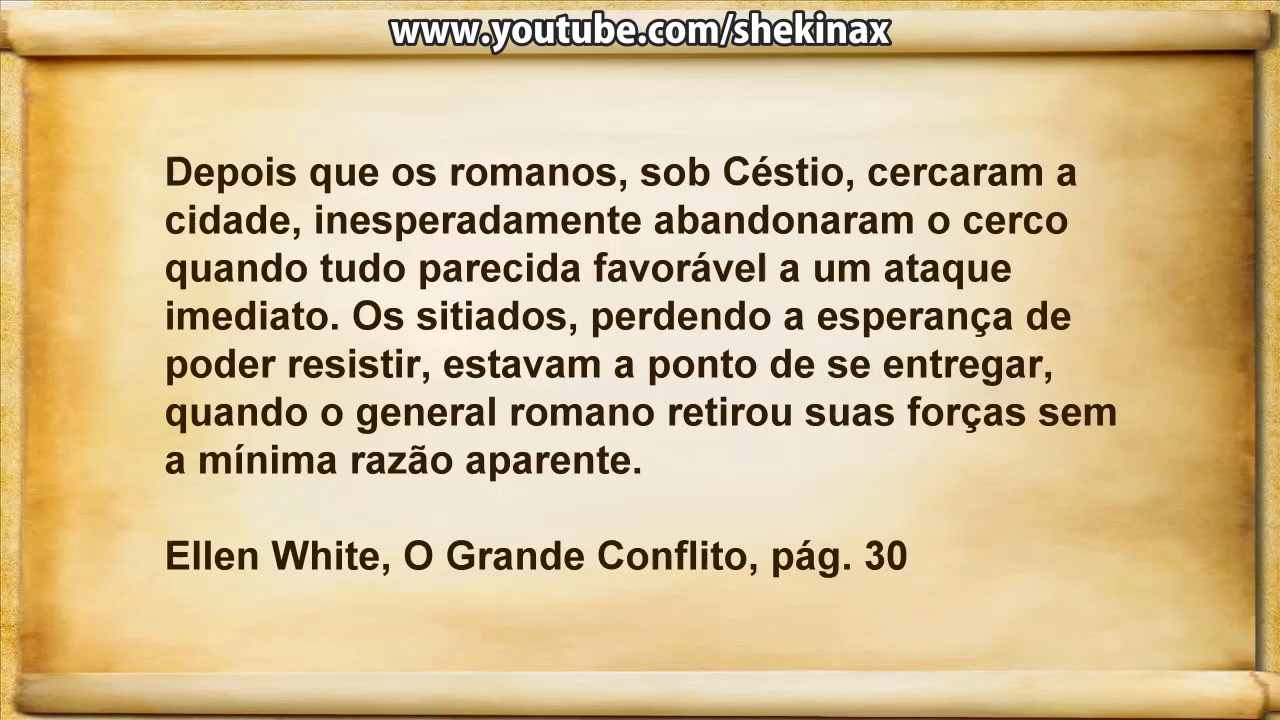 www.youtube.com/shekinax
Depois que os romanos, sob Céstio, cercaram a
cidade, inesperadamente abandonaram o cerco
quando tudo parecida favorável a um ataque
imediato. Os sitiados, perdendo a esperança de
poder resistir, estavam a ponto de se entregar,
quando o general romano retirou suas forças sem
a mínima razão aparente.
Ellen White, O Grande Conflito, pág. 30